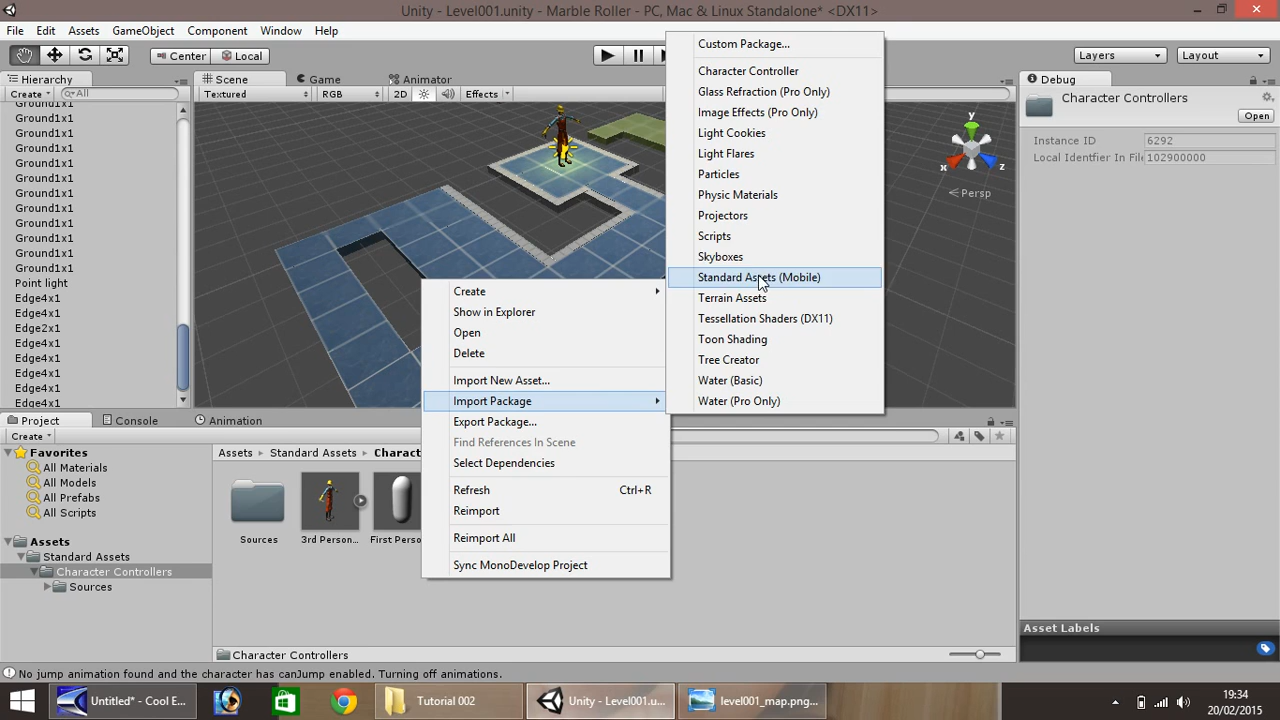 Unity - Level001.unity - Marble Roller - PC, Mac & Linux Standalone* <DX11>
File Edit Assets GameObject Component Window Help
Center Local Layers Layout
Hierarchy
Create All
Scene Game Animator
Textured RGB 2D Effects
Ground1x1
Ground1x1
Ground1x1
Ground1x1
Ground1x1
Ground1x1
Ground1x1
Ground1x1
Ground1x1
Ground1x1
Ground1x1
Ground1x1
Point light
Edge4x1
Edge4x1
Edge2x1
Edge4x1
Edge4x1
Edge4x1
Edge4x1
Edge4x1
y
x
z
Persp
Debug
Character Controllers
Open
Instance ID 6292
Local Identfier In File 102900000
Create
Show in Explorer
Open
Delete
Import New Asset...
Import Package
Export Package...
Find References In Scene
Select Dependencies
Refresh Ctrl+R
Reimport
Reimport All
Sync MonoDevelop Project
Custom Package...
Character Controller
Glass Refraction (Pro Only)
Image Effects (Pro Only)
Light Cookies
Light Flares
Particles
Physic Materials
Projectors
Scripts
Skyboxes
Standard Assets (Mobile)
Terrain Assets
Tessellation Shaders (DX11)
Toon Shading
Tree Creator
Water (Basic)
Water (Pro Only)
Project Console Animation
Create
Favorites
All Materials
All Models
All Prefabs
All Scripts
Assets
Standard Assets
Character Controllers
Sources
Assets Standard Assets Charact
Sources 3rd Person... First Perso
Character Controllers
Asset Labels
No jump animation found and the character has canJump enabled. Turning off animations.
Untitled* - Cool E... Tutorial 002 Unity - Level001.u... level001_map.png...
19:34
20/02/2015